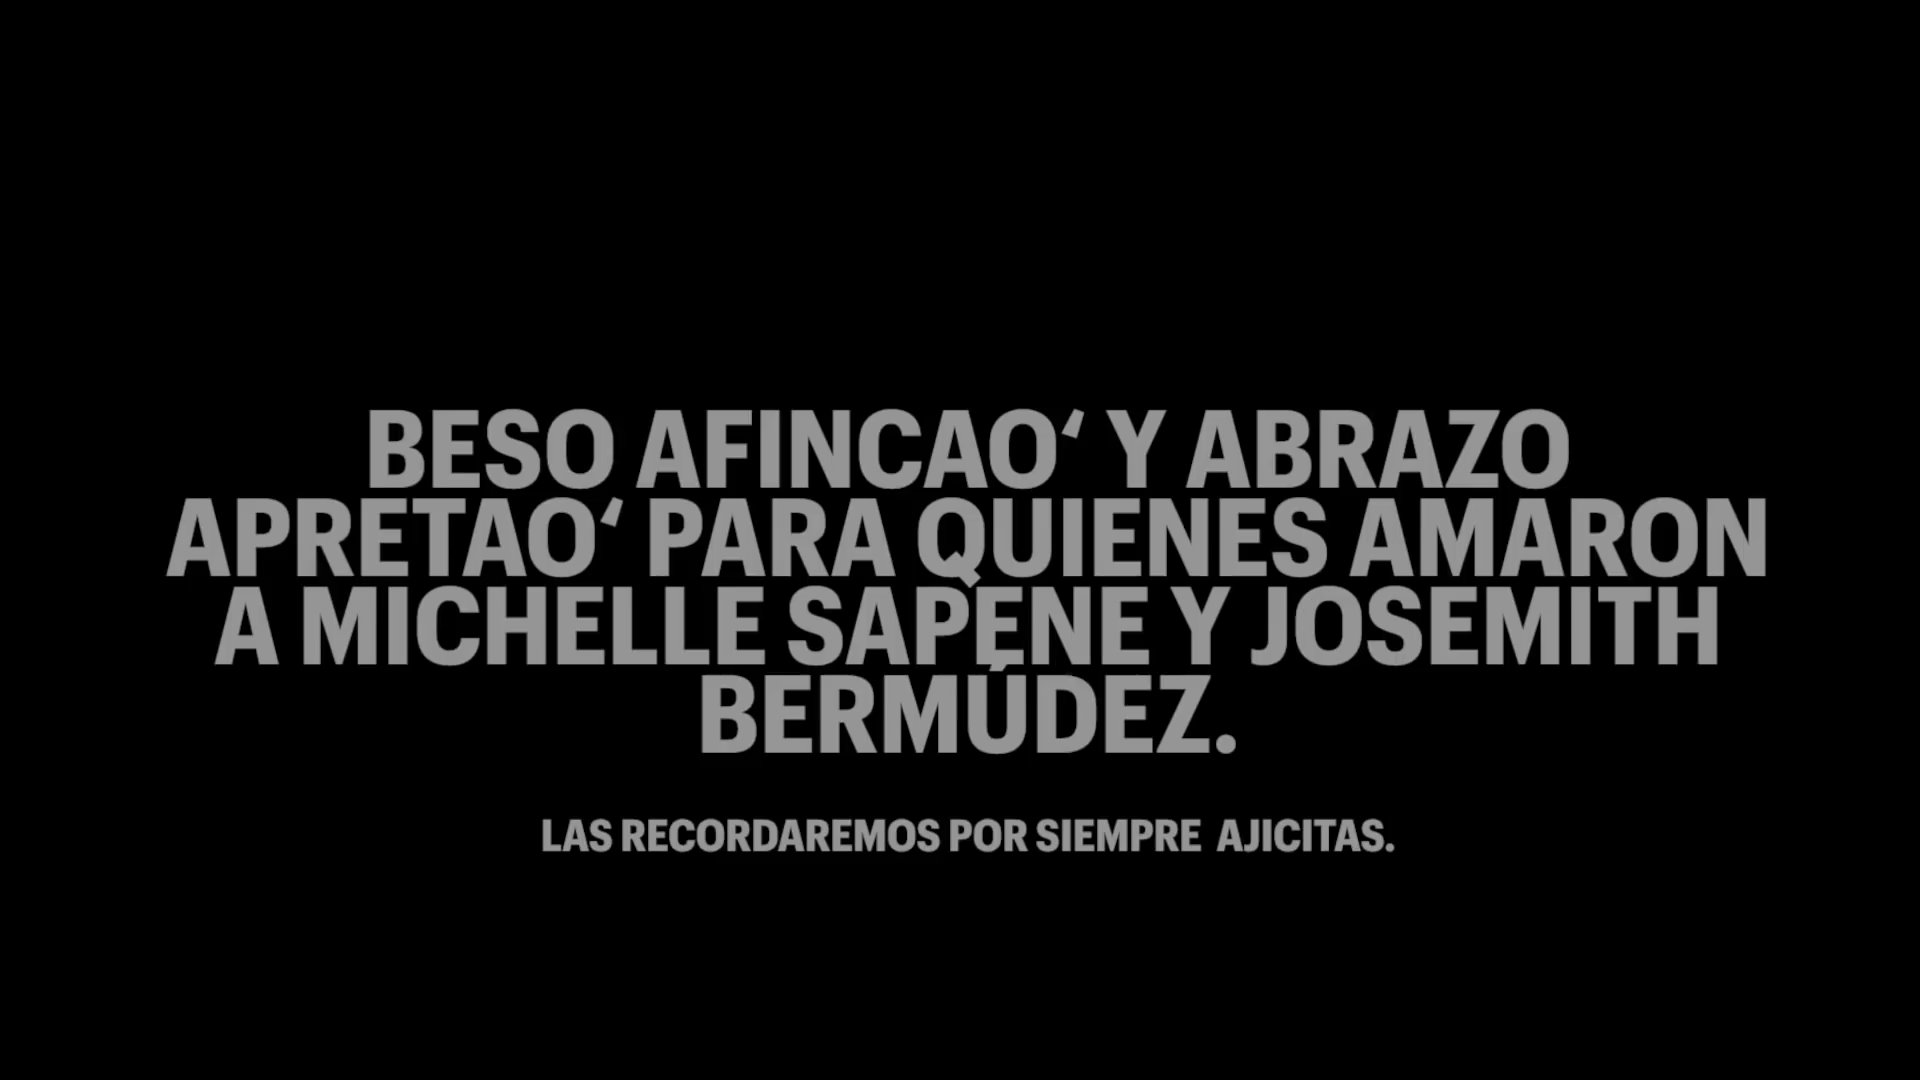 BESO AFINCAO‘ Y ABRAZO
APRETAO‘ PARA QUIENES AMARON
A MICHELLE SAPENE Y JOSEMITH
BERMÚDEZ.
LAS RECORDAREMOS POR SIEMPRE AJICITAS.